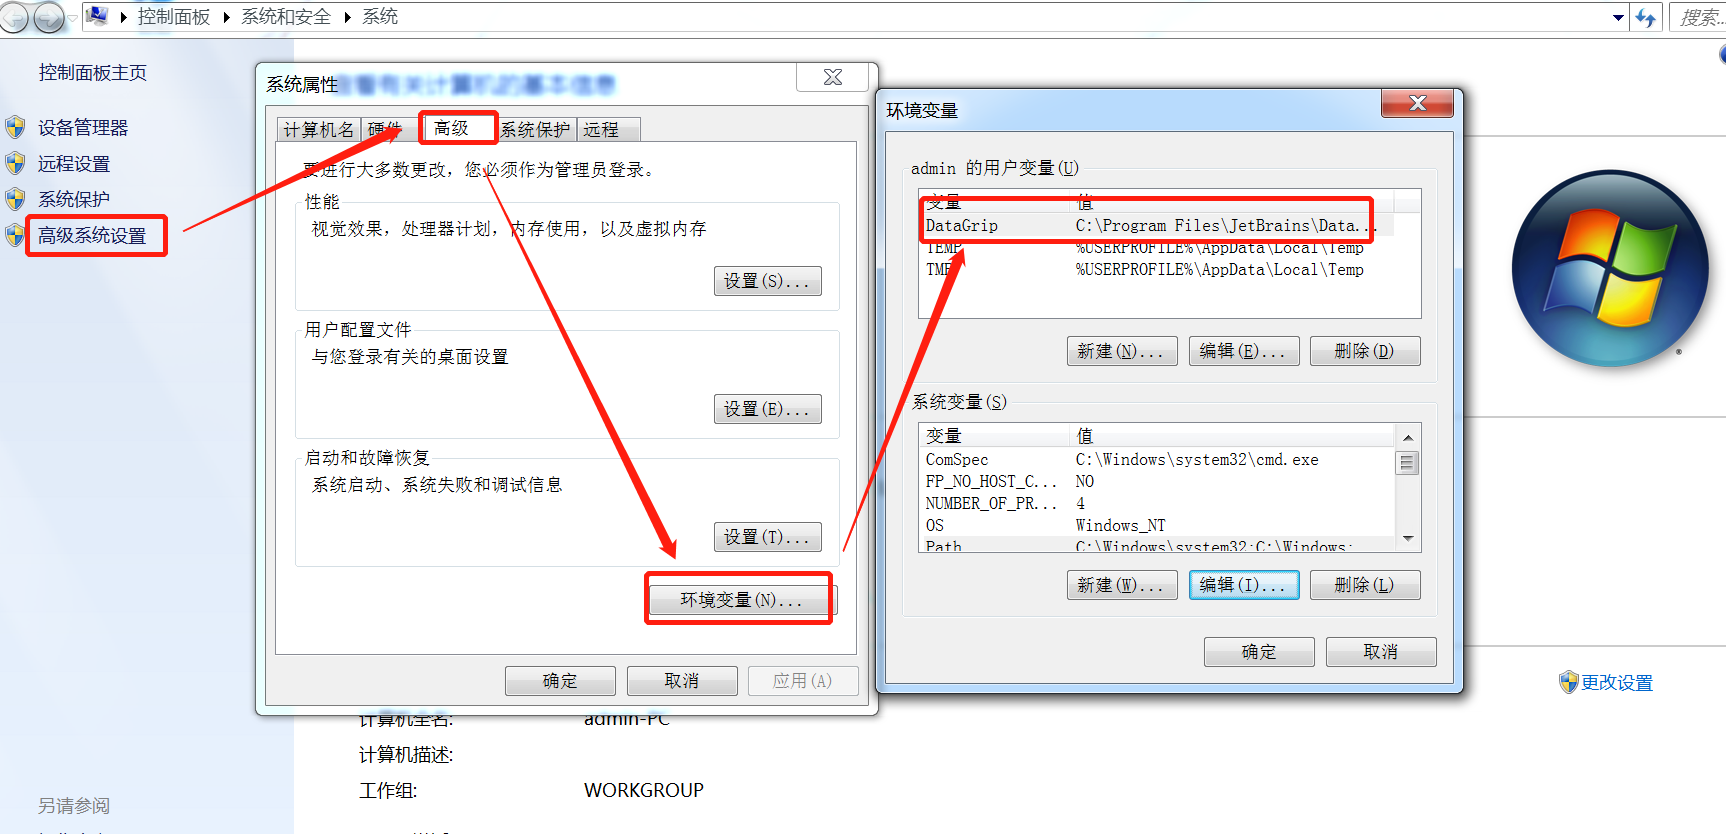 控制面板 系统和安全 系统
搜索...
控制面板主页
设备管理器
远程设置
系统保护
高级系统设置
另请参阅
系统属性
计算机名 硬件 高级 系统保护 远程
要进行大多数更改，您必须作为管理员登录。
性能
视觉效果，处理器计划，内存使用，以及虚拟内存
设置(S)...
用户配置文件
与您登录有关的桌面设置
设置(E)...
启动和故障恢复
系统启动、系统失败和调试信息
设置(T)...
环境变量(N)...
确定 取消 应用(A)
环境变量
admin 的用户变量(U)
变量 值
DataGrip C:\Program Files\JetBrains\Data...
TEMP %USERPROFILE%\AppData\Local\Temp
TMP %USERPROFILE%\AppData\Local\Temp
新建(N)... 编辑(E)... 删除(D)
系统变量(S)
变量 值
ComSpec C:\Windows\system32\cmd.exe
FP_NO_HOST_C... NO
NUMBER_OF_PR... 4
OS Windows_NT
Path C:\Windows\system32;C:\Windows;
新建(W)... 编辑(I)... 删除(L)
确定 取消
更改设置
计算机全名: admin-PC
计算机描述:
工作组: WORKGROUP